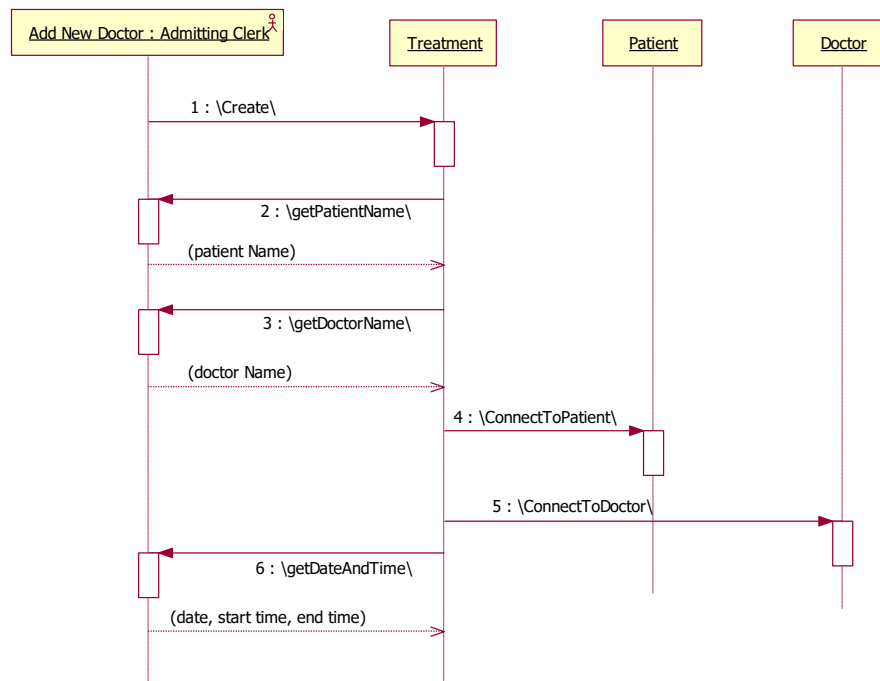 Add New Doctor : Admitting Clerk
Treatment
Patient
Doctor
1 : \Create\
2 : \getPatientName\
(patient Name)
3 : \getDoctorName\
(doctor Name)
4 : \ConnectToPatient\
5 : \ConnectToDoctor\
6 : \getDateAndTime\
(date, start time, end time)